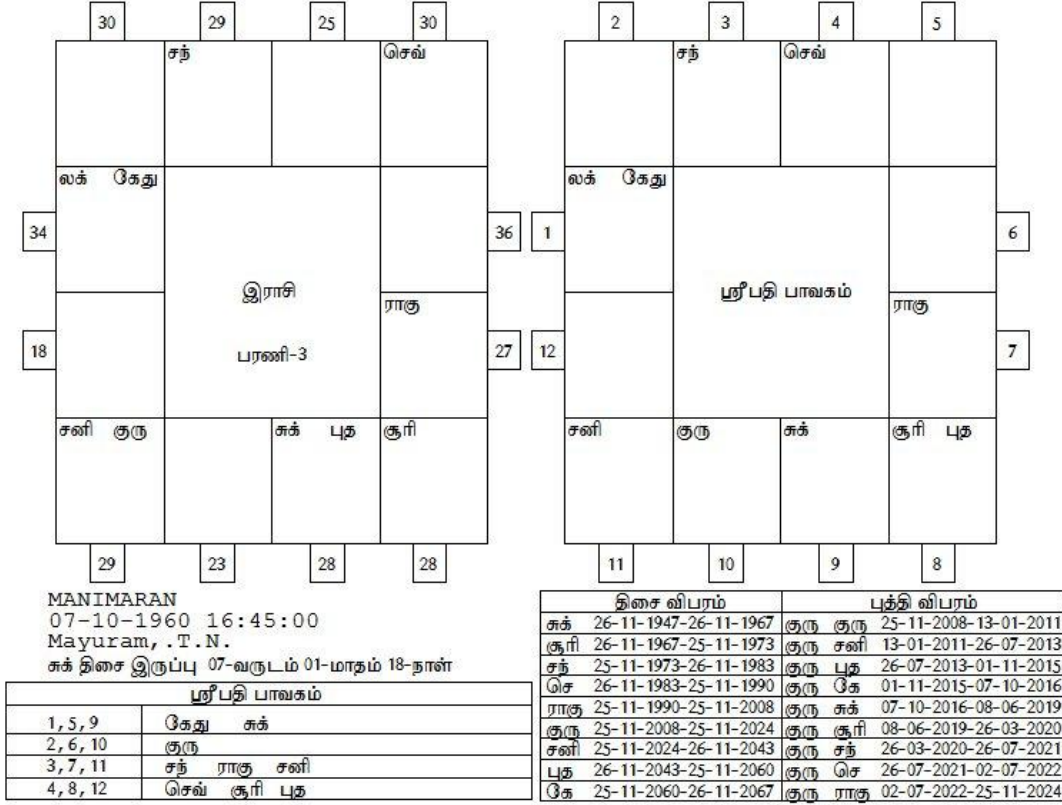 30 29 25 30
சந் செவ்
லக் கேது
34 36
இராசி
ராகு
பரணி-3
18 27
சனி குரு சுக் புத சூரி
29 23 28 28
2 3 4 5
சந் செவ்
லக் கேது
1 6
ஸ்ரீபதி பாவகம்
ராகு
12 7
சனி குரு சுக் சூரி புத
11 10 9 8
MANIMARAN
07-10-1960 16:45:00
Mayuram,.T.N.
சுக் திசை இருப்பு 07-வருடம் 01-மாதம் 18-நாள்
ஸ்ரீபதி பாவகம்
1,5,9 கேது சுக்
2,6,10 குரு
3,7,11 சந் ராகு சனி
4,8,12 செவ் சூரி புத
திசை விபரம் புத்தி விபரம்
சுக் 26-11-1947-26-11-1967 குரு குரு 25-11-2008-13-01-2011
சூரி 26-11-1967-25-11-1973 குரு சனி 13-01-2011-26-07-2013
சந் 25-11-1973-26-11-1983 குரு புத 26-07-2013-01-11-2015
செ 26-11-1983-25-11-1990 குரு கே 01-11-2015-07-10-2016
ராகு 25-11-1990-25-11-2008 குரு சுக் 07-10-2016-08-06-2019
குரு 25-11-2008-25-11-2024 குரு சூரி 08-06-2019-26-03-2020
சனி 25-11-2024-26-11-2043 குரு சந் 26-03-2020-26-07-2021
புத 26-11-2043-25-11-2060 குரு செ 26-07-2021-02-07-2022
கே 25-11-2060-26-11-2067 குரு ராகு 02-07-2022-25-11-2024